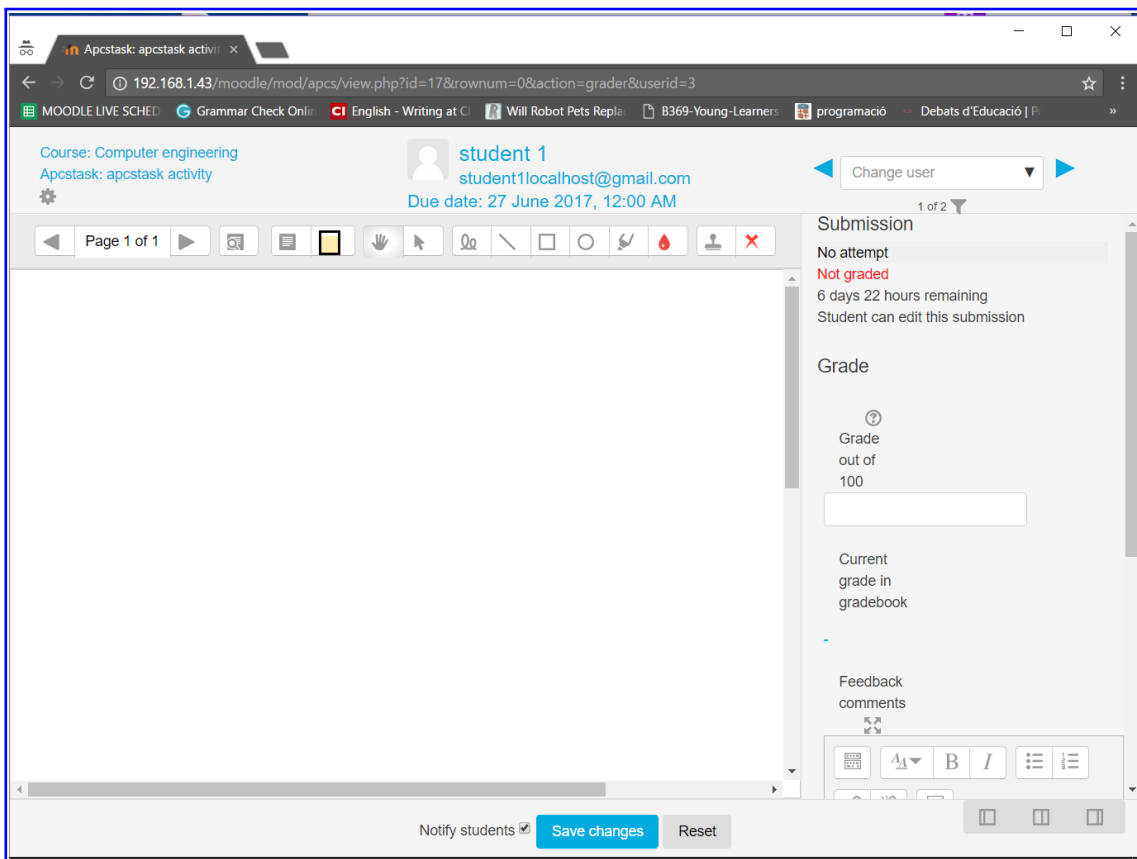 Apcstask: apcstask activit
192.168.1.43/moodle/mod/apcs/view.php?id=17&rownum=0&action=grader&userid=3
MOODLE LIVE SCHED Grammar Check Onlin English - Writing at C Will Robot Pets Repla B369-Young-Learners programació Debats d'Educació | P »
Course: Computer engineering
Apcstask: apcstask activity
student 1
student1localhost@gmail.com
Due date: 27 June 2017, 12:00 AM
Change user
1 of 2
Page 1 of 1
Submission
No attempt
Not graded
6 days 22 hours remaining
Student can edit this submission
Grade
Grade
out of
100
Current
grade in
gradebook
-
Feedback
comments
B I
Notify students Save changes Reset